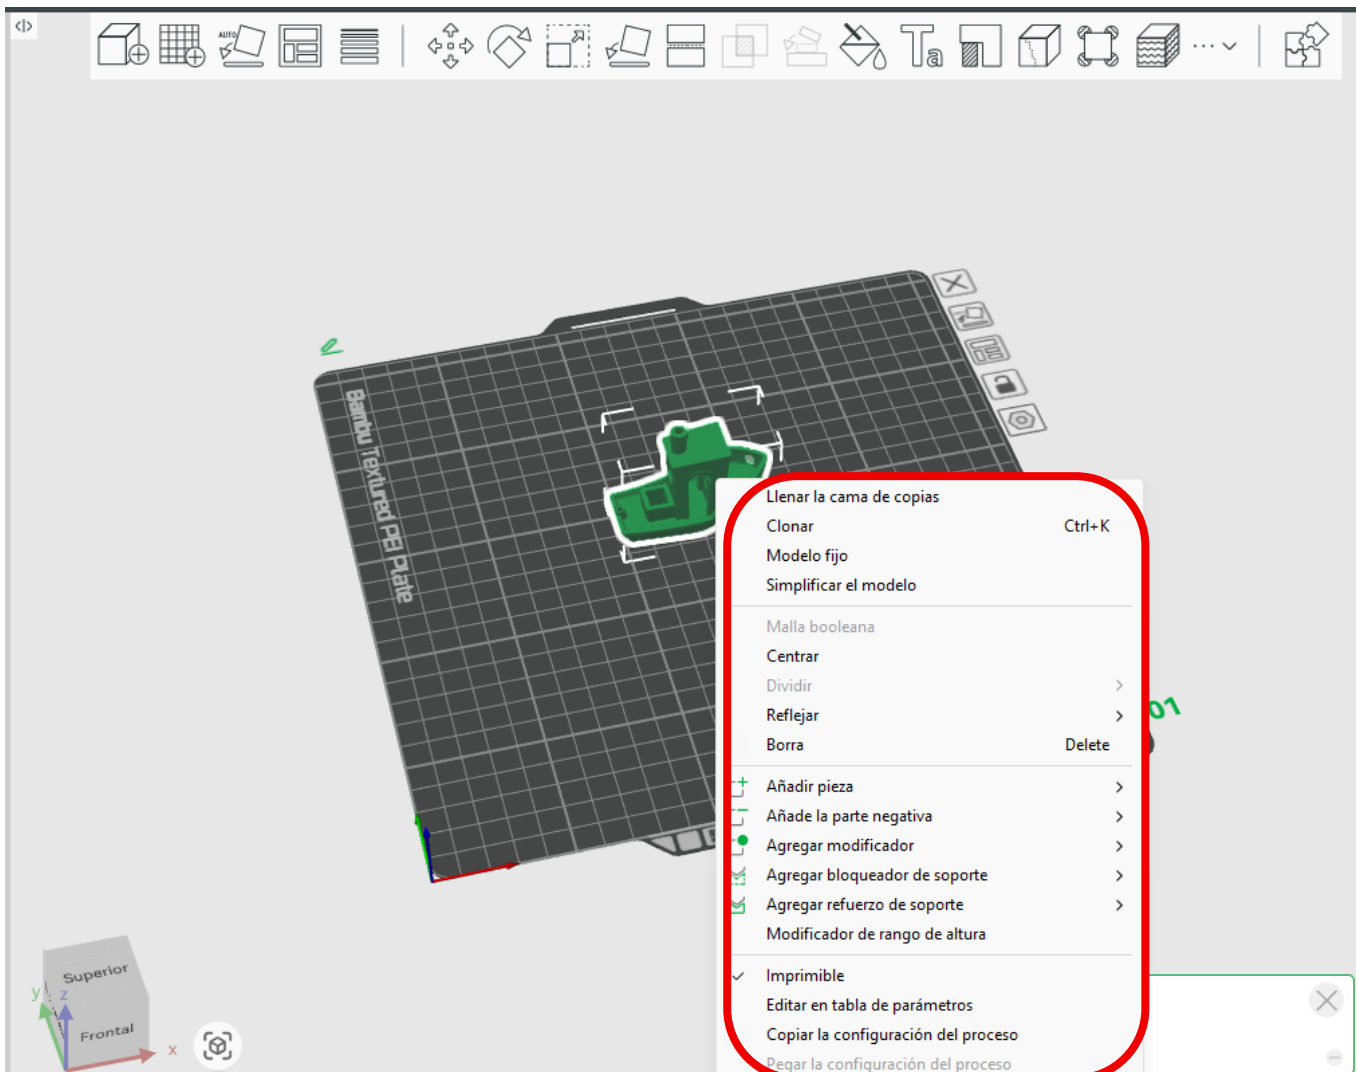 AUTO
Ta
Bambu Textured PEI Plate
Llenar la cama de copias
Clonar Ctrl+K
Modelo fijo
Simplificar el modelo
Malla booleana
Centrar
Dividir
Reflejar
01
Borra Delete
Añadir pieza
Añade la parte negativa
Agregar modificador
Agregar bloqueador de soporte
Agregar refuerzo de soporte
Modificador de rango de altura
Superior
Imprimible
y z
Editar en tabla de parámetros
Frontal
Copiar la configuración del proceso
x
Pegar la configuración del proceso